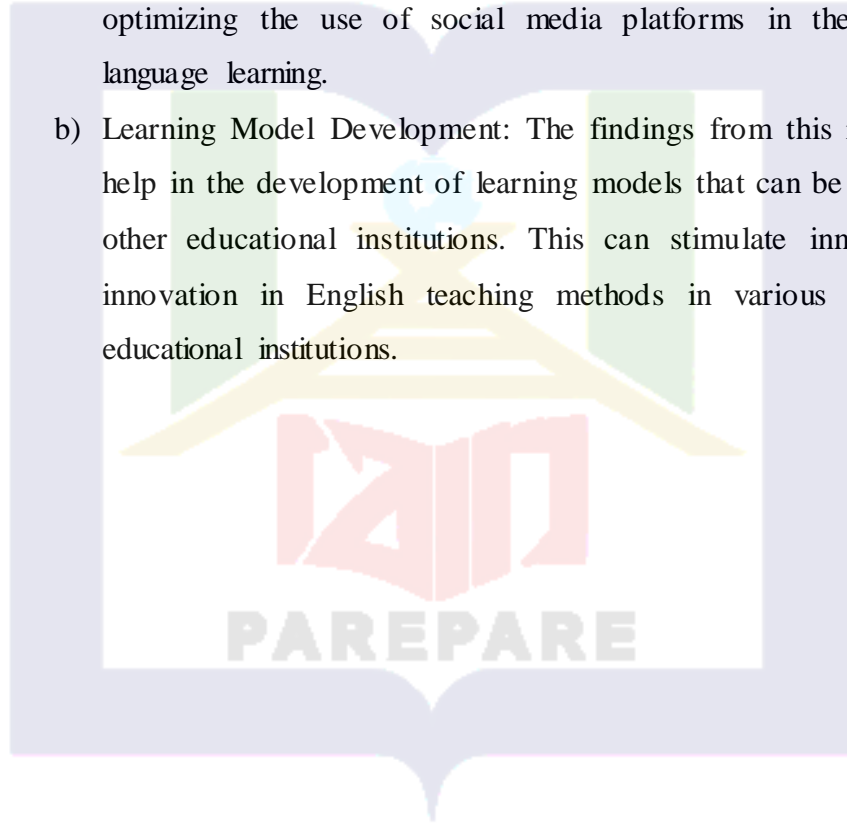 optimizing the use of social media platforms in the
language learning.
b) Learning Model Development: The findings from this
help in the development of learning models that can be
other educational institutions. This can stimulate
innovation in English teaching methods in various
educational institutions.
iain
PAREPARE